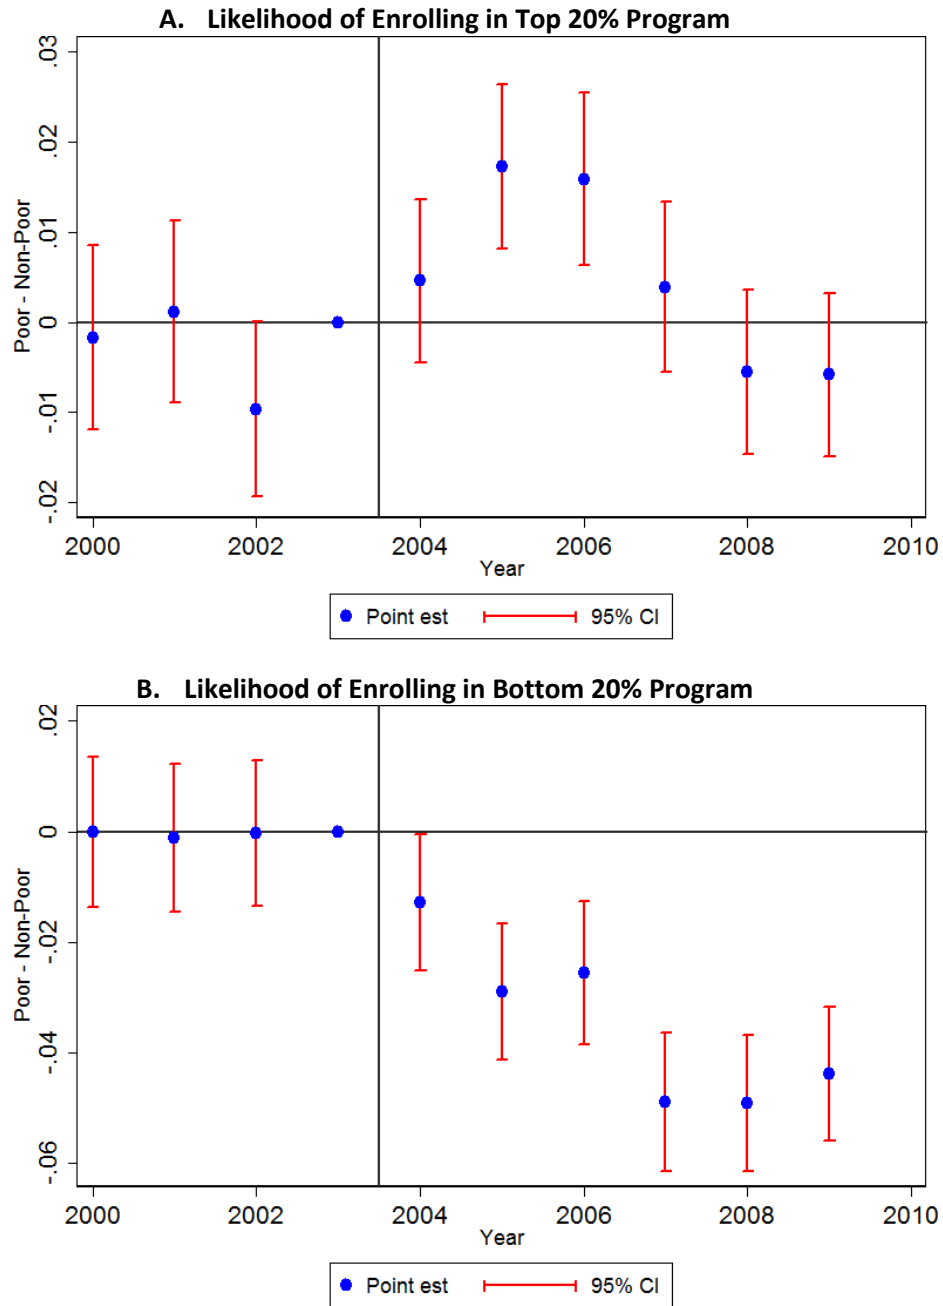 A. Likelihood of Enrolling in Top 20% Program
Poor - Non-Poor
.03
.02
.01
0
-.01
-.02
2000 2002 2004 2006 2008 2010
Year
Point est 95% CI
B. Likelihood of Enrolling in Bottom 20% Program
Poor - Non-Poor
.02
0
-.02
-.04
-.06
2000 2002 2004 2006 2008 2010
Year
Point est 95% CI